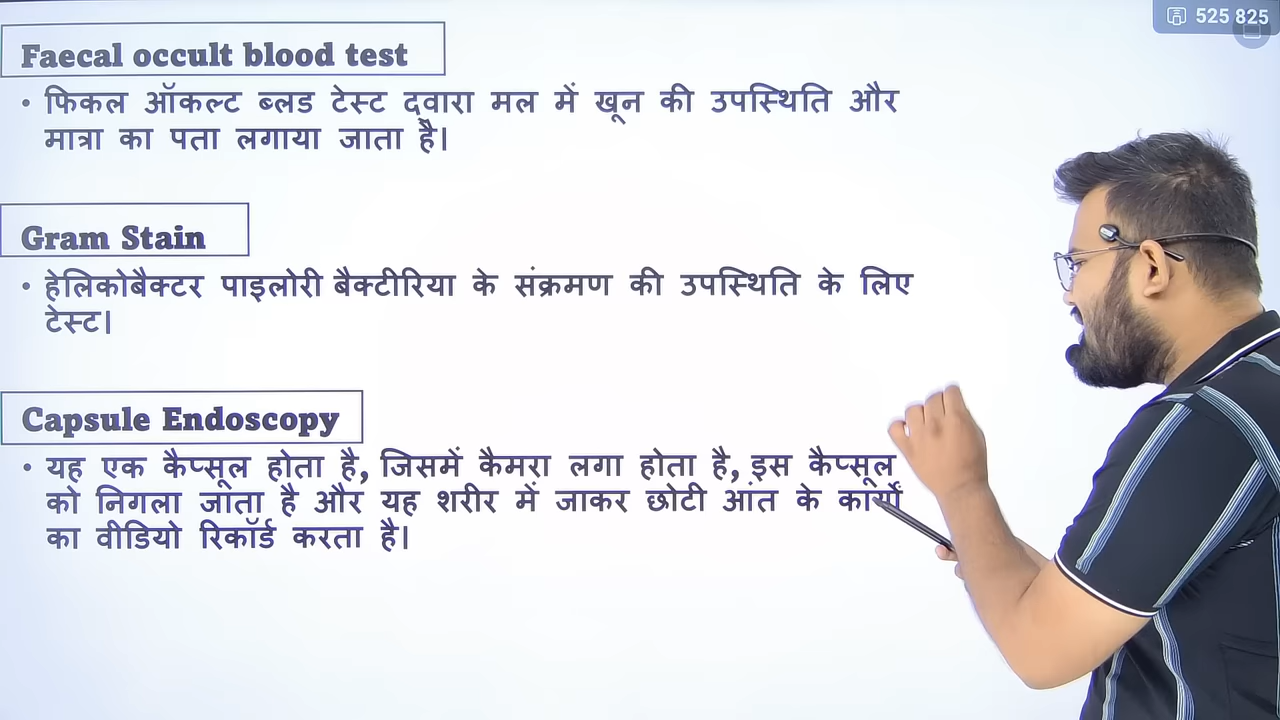 525 825
Faecal occult blood test
• फिकल ऑकल्ट ब्लड टेस्ट द्वारा मल में खून की उपस्थिति और
मात्रा का पता लगाया जाता है।
Gram Stain
• हेलिकोबैक्टर पाइलोरी बैक्टीरिया के संक्रमण की उपस्थिति के लिए
टेस्ट।
Capsule Endoscopy
• यह एक कैप्सूल होता है, जिसमें कैमरा लगा होता है, इस कैप्सूल
को निगला जाता है और यह शरीर में जाकर छोटी आंत के कार्यों
का वीडियो रिकॉर्ड करता है।